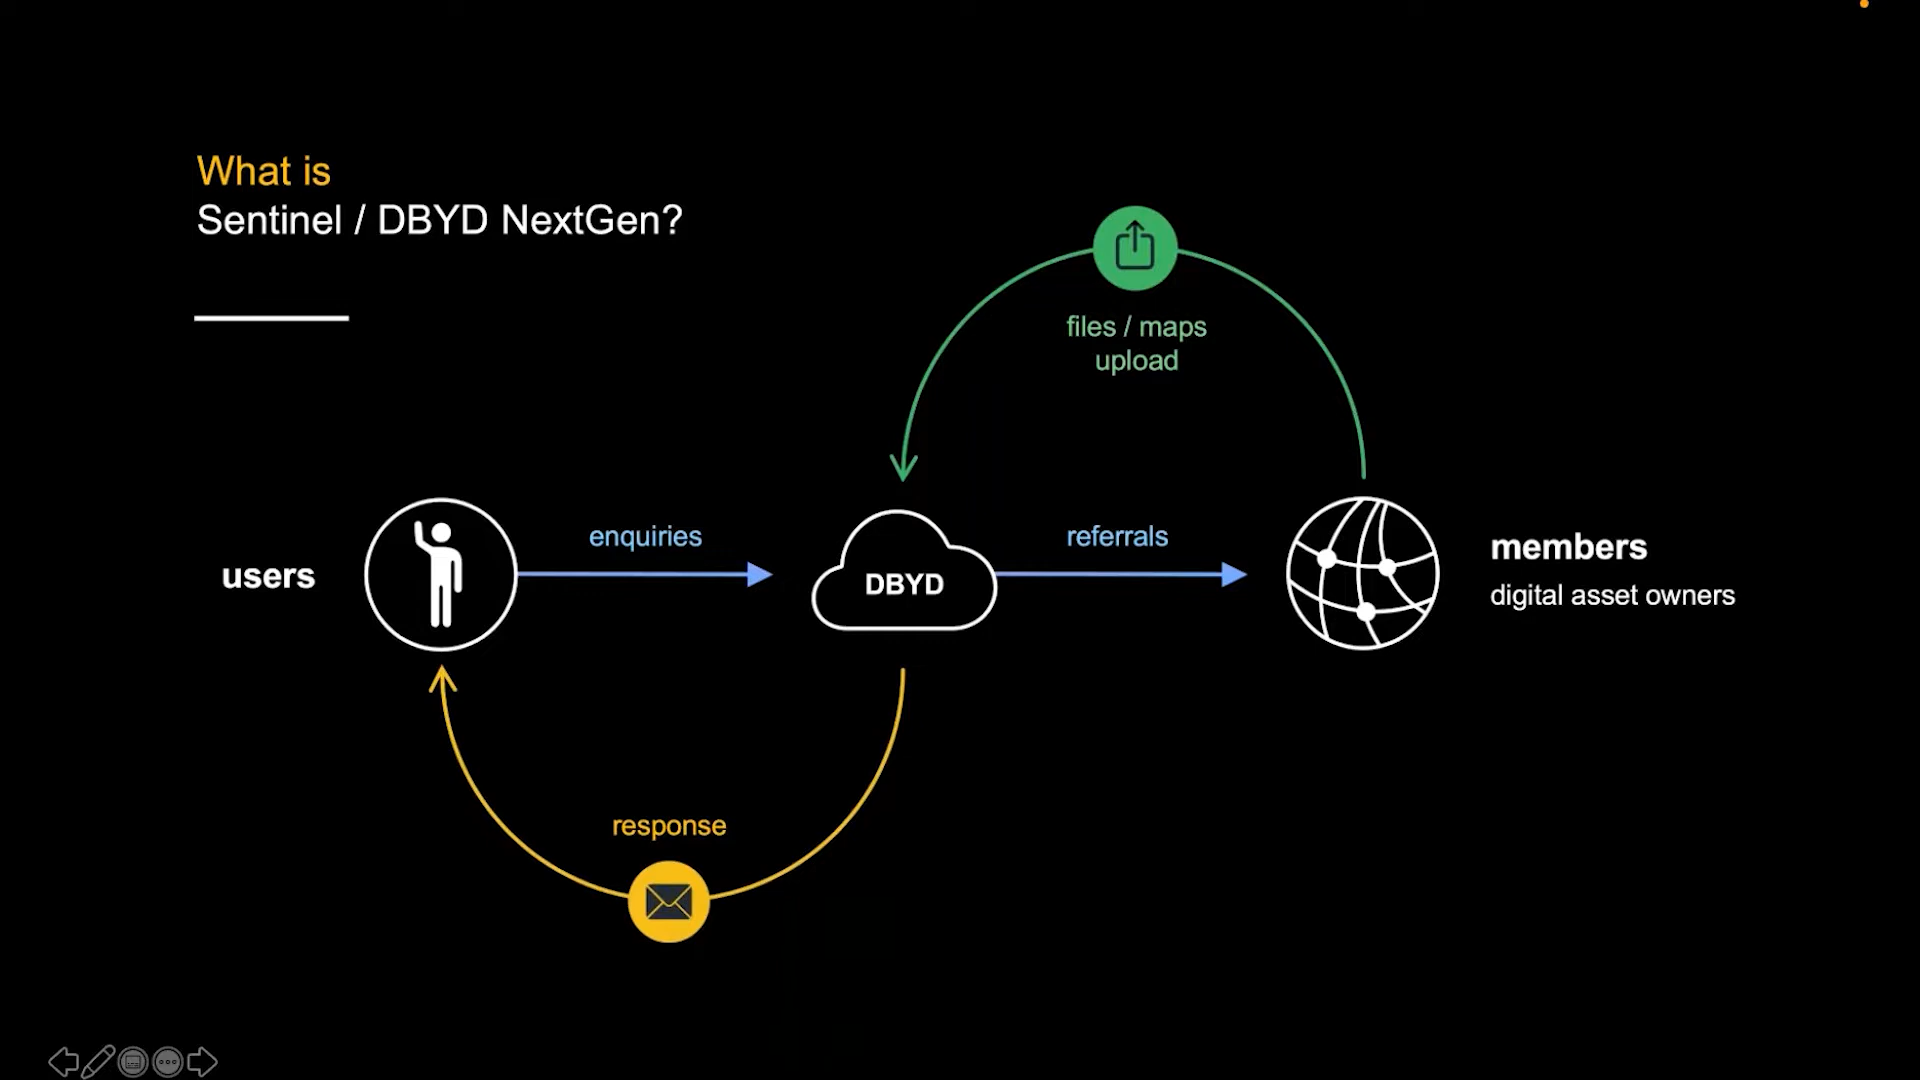 What is
Sentinel / DBYD NextGen?
files / maps
upload
users
enquiries
DBYD
referrals
members
digital asset owners
response